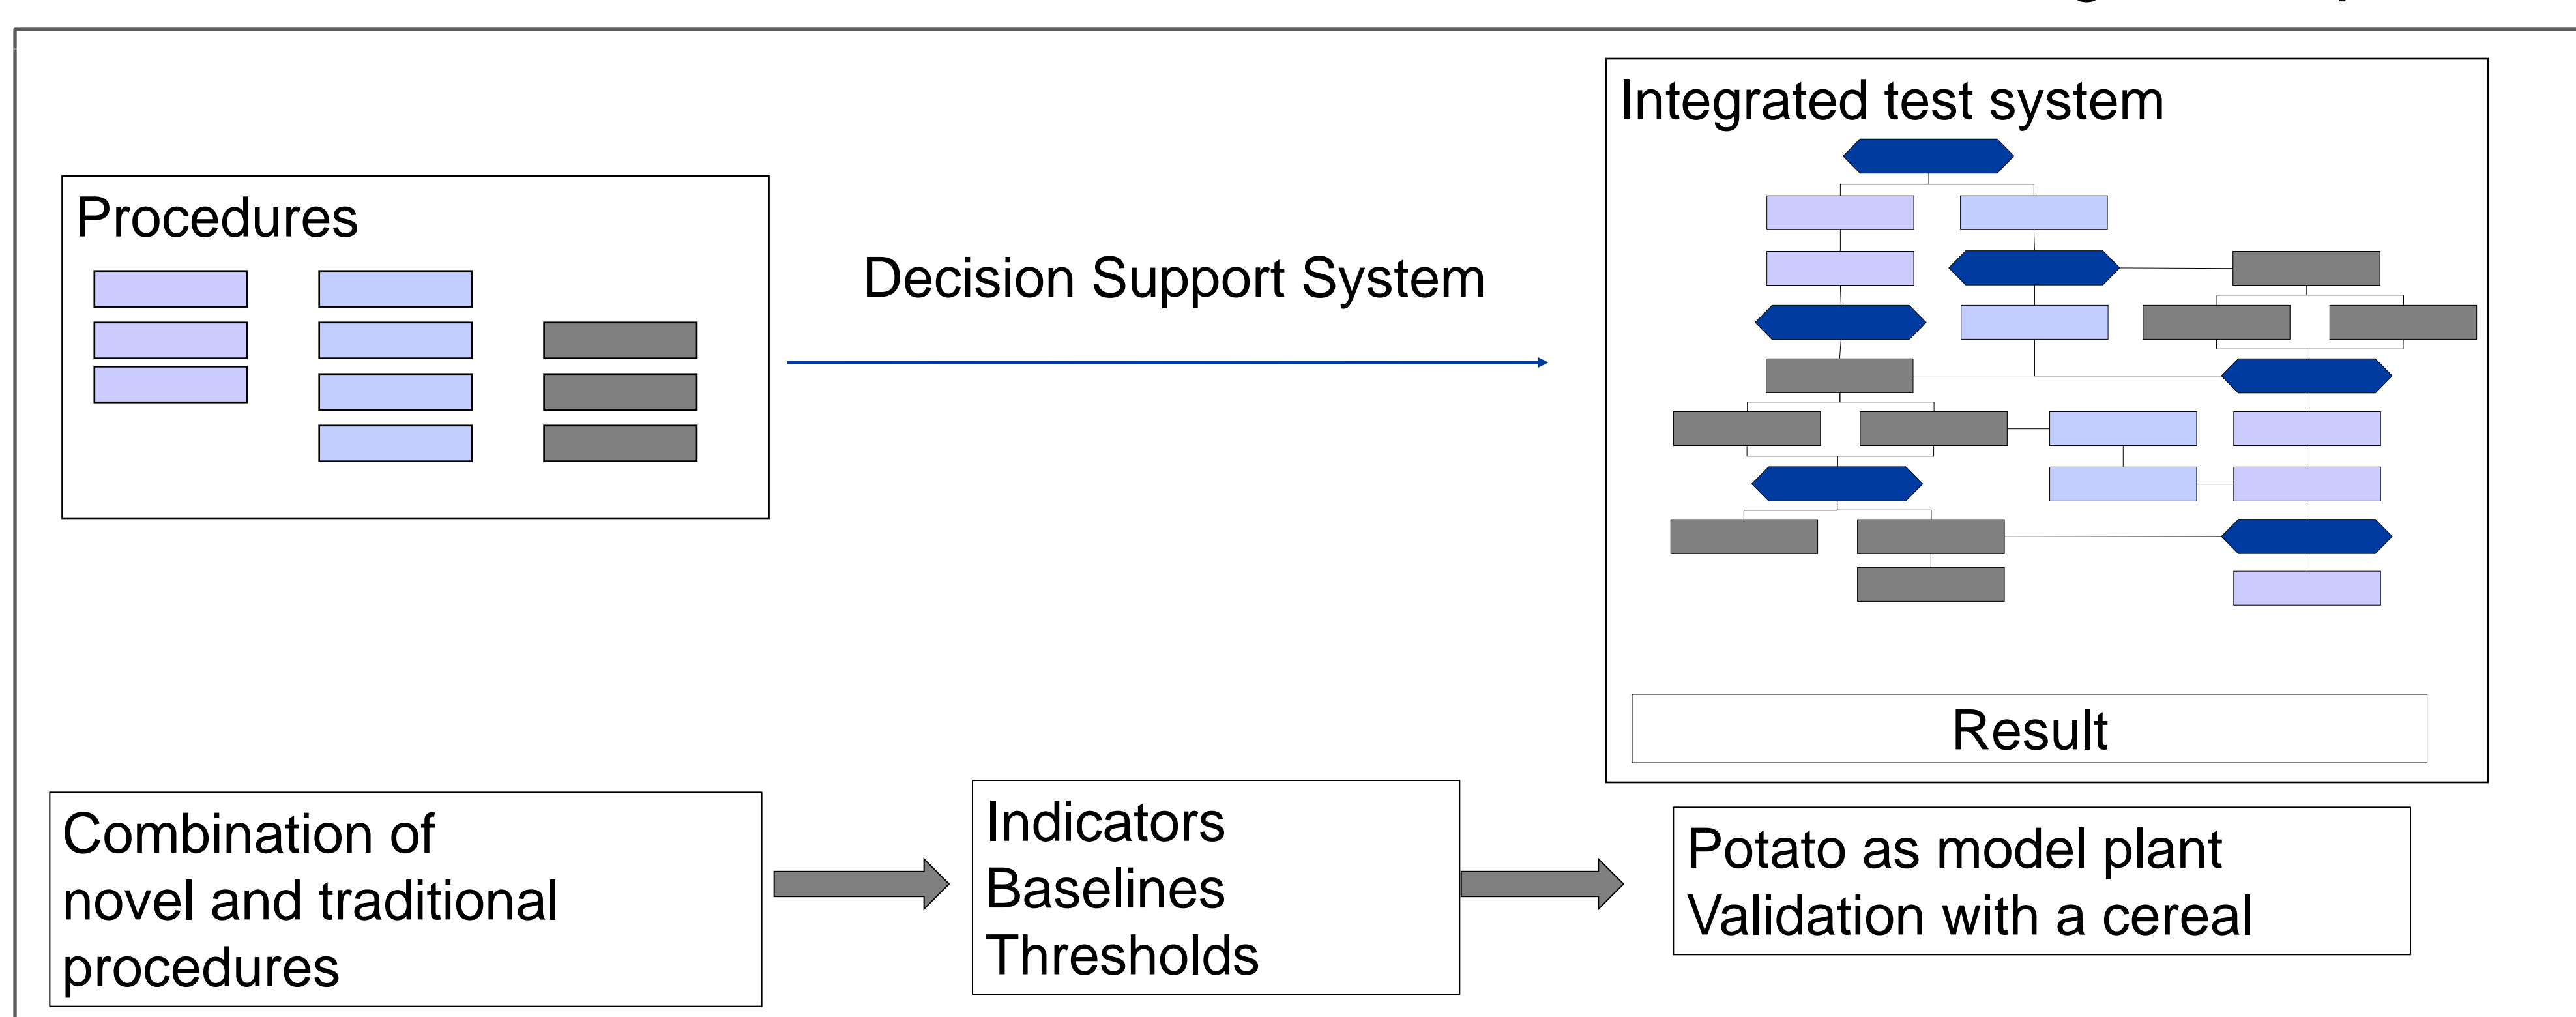 Integrated test system
Procedures
Decision Support System
Result
Combination of
novel and traditional
procedures
Indicators
Baselines
Thresholds
Potato as model plant
Validation with a cereal